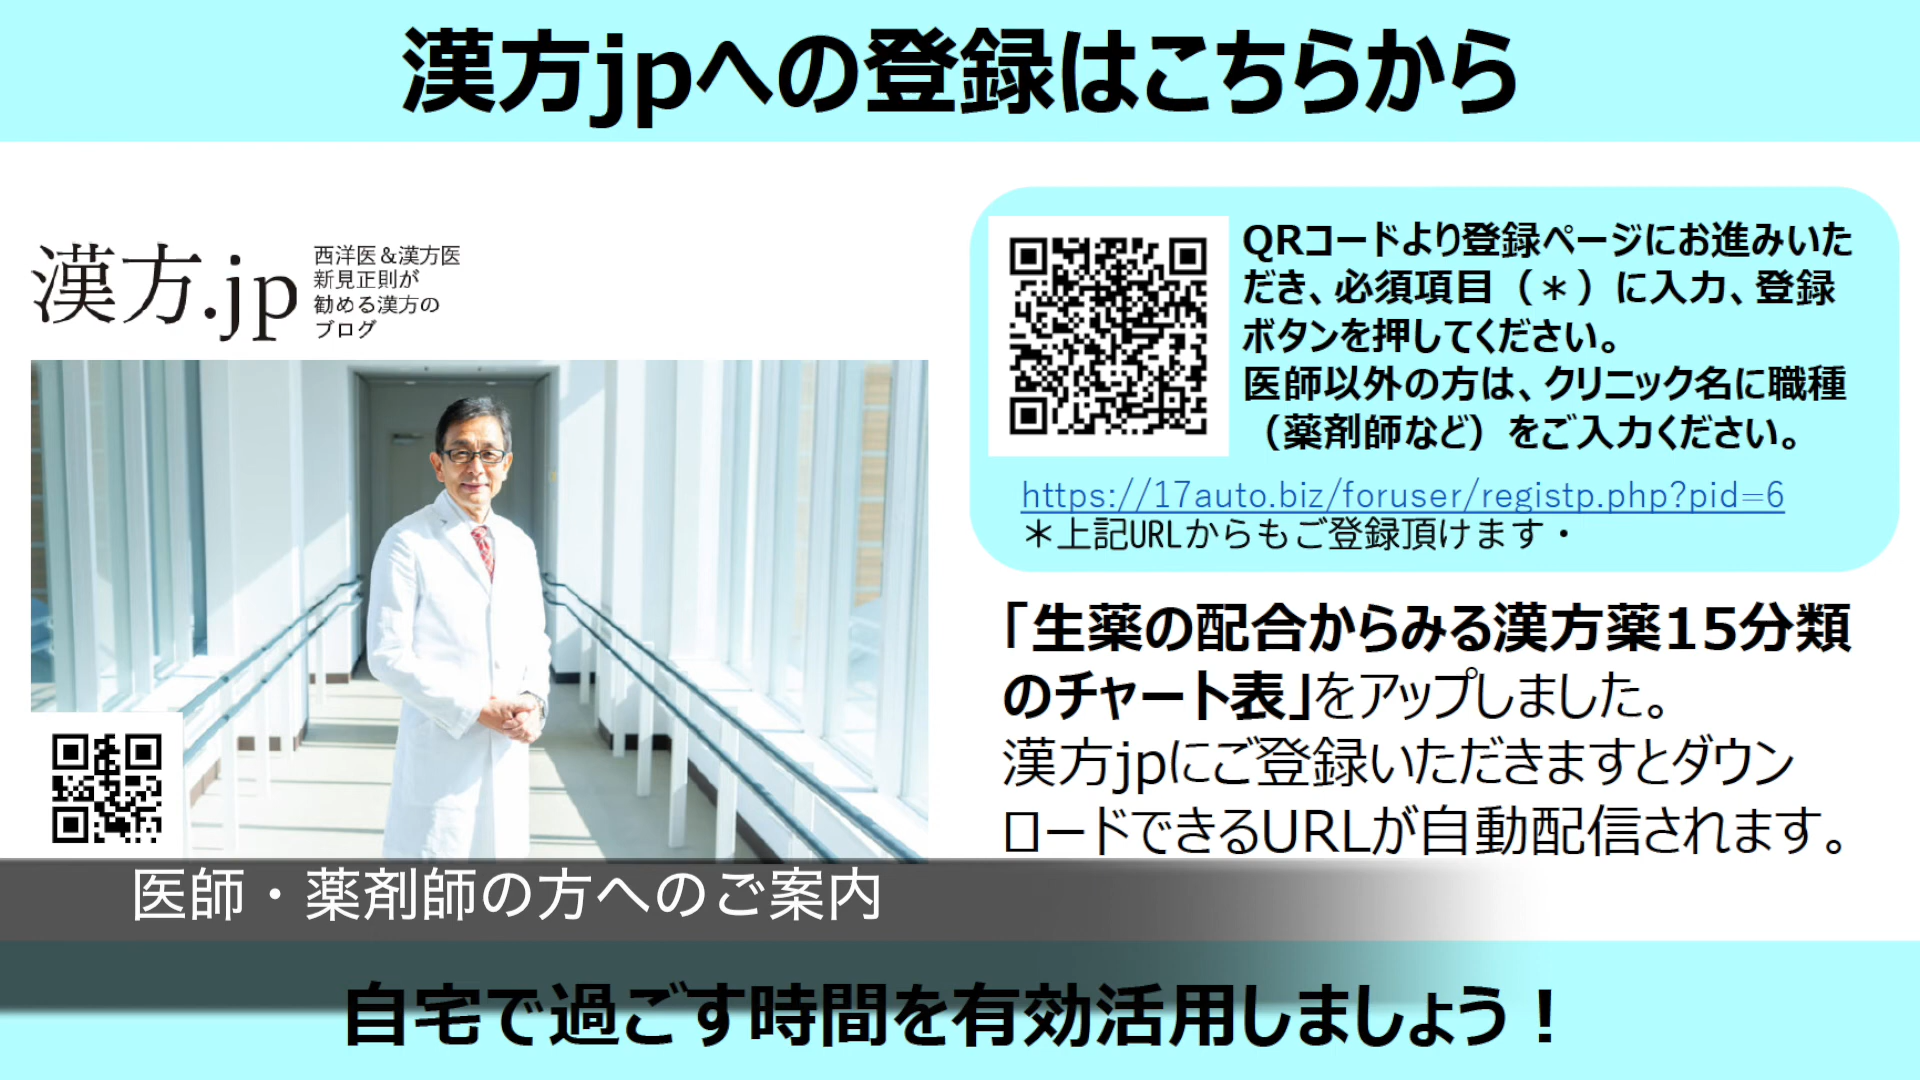 漢方jpへの登録はこちらから
漢方.jp
西洋医＆漢方医
新見正則が
勧める漢方の
ブログ
QRコードより登録ページにお進みいた
だき、必須項目（＊）に入力、登録
ボタンを押してください。
医師以外の方は、クリニック名に職種
（薬剤師など）をご入力ください。
https://17auto.biz/foruser/registp.php?pid=6
＊上記URLからもご登録頂けます・
「生薬の配合からみる漢方薬15分類
のチャート表」をアップしました。
漢方jpにご登録いただきますとダウン
ロードできるURLが自動配信されます。
医師・薬剤師の方へのご案内
自宅で過ごす時間を有効活用しましょう！